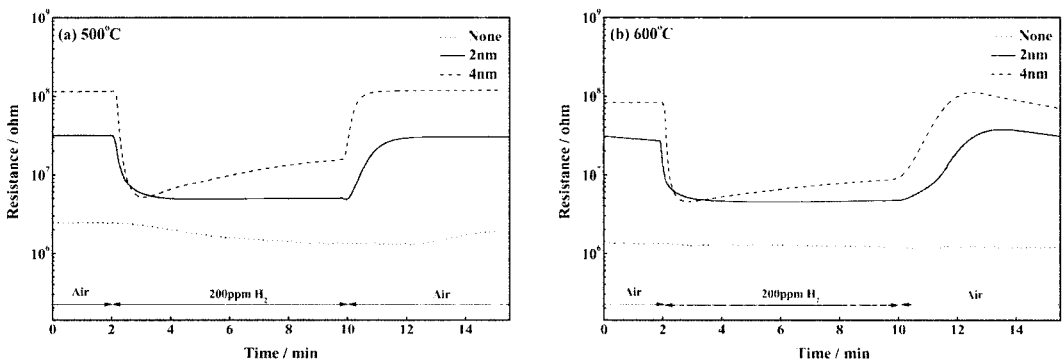 (a) 500°C
None
2nm
4nm
10⁹
10⁸
10⁷
10⁶
Resistance / ohm
Air
200ppm H₂
Air
0 2 4 6 8 10 12 14
Time / min
(b) 600°C
None
2nm
4nm
10⁹
10⁸
10⁷
10⁶
Resistance / ohm
Air
200ppm H₂
Air
0 2 4 6 8 10 12 14
Time / min